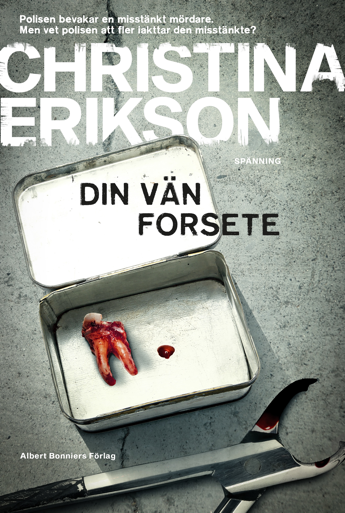 Polisen bevakar en misstänkt mördare.
Men vet polisen att fler iakttar den misstänkte?
CHRISTINA
ERIKSON
SPÄNNING
DIN VÄN
FORSETE
Albert Bonniers Förlag